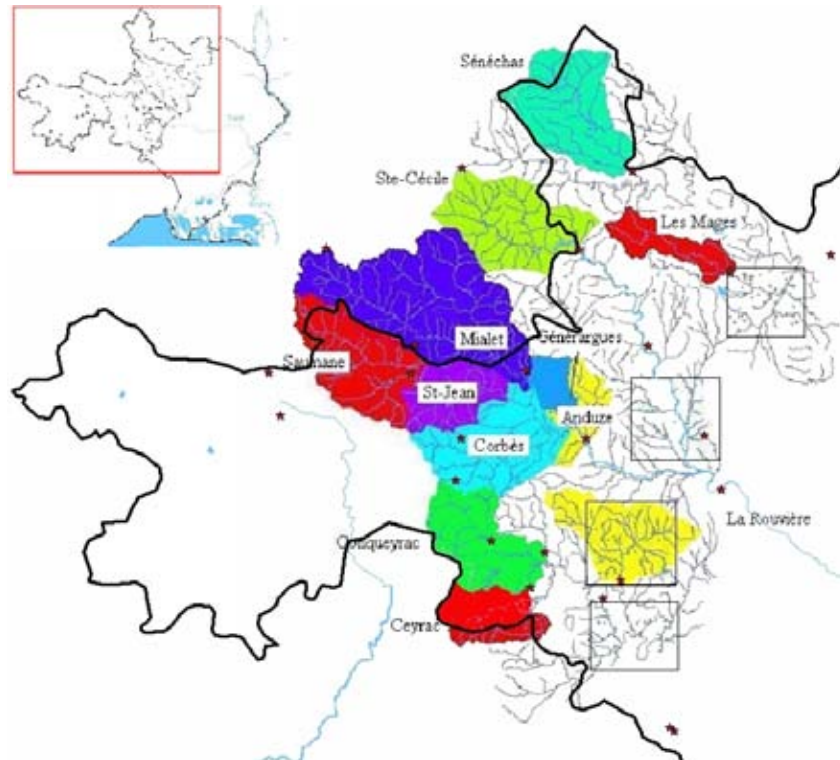 Sénéchas
Ste-Cécile
Les Mages
Mialet
Générargues
Saumane
St-Jean
Anduze
Corbès
La Rouvière
Conqueyrac
Ceyrac